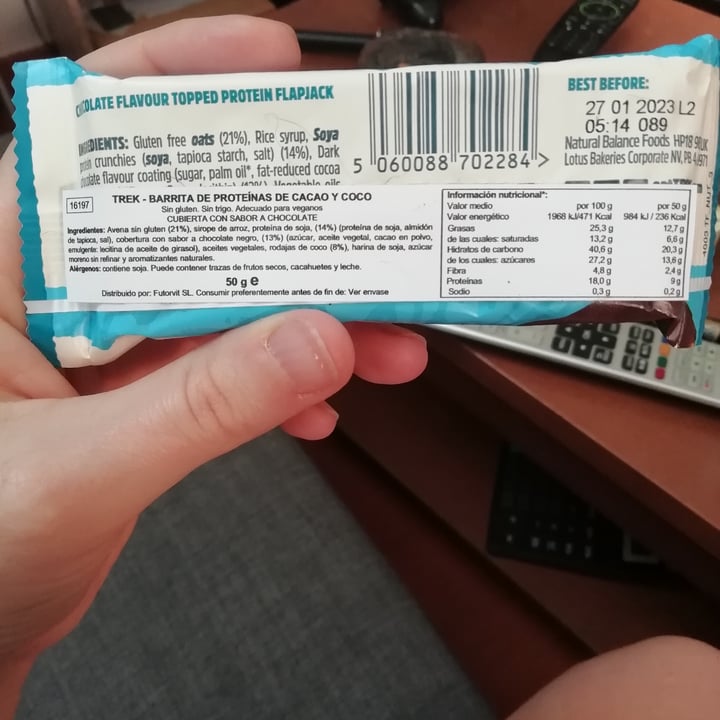 COLATE FLAVOUR TOPPED PROTEIN FLAPJACK
Gluten free oats (21%), Rice syrup, Soya
crunchies (soya, tapioca starch, salt) (14%), Dark
flavour coating (sugar, palm oil*, fat-reduced cocoa
5 060088 702284 >
BEST BEFORE:
27 01 2023 L2
05:14 089
Natural Balance Foods HP18 9UK
Lotus Bakeries Corporate NV, PB 4/971
16197
TREK - BARRITA DE PROTEÍNAS DE CACAO Y COCO
Sin gluten. Sin trigo. Adecuado para veganos
CUBIERTA CON SABOR A CHOCOLATE
Ingredientes: Avena sin gluten (21%), sirope de arroz, proteína de soja, (14%) (proteína de soja, almidón
de tapioca, sal), cobertura con sabor a chocolate negro, (13%) (azúcar, aceite vegetal, cacao en polvo,
emulgente: lecitina de aceite de girasol), aceites vegetales, rodajas de coco (8%), harina de soja, azúcar
moreno sin refinar y aromatizantes naturales.
Alérgenos: contiene soja. Puede contener trazas de frutos secos, cacahuetes y leche.
50 g e
Distribuido por: Futorvit SL. Consumir preferentemente antes de fin de: Ver envase
Información nutricional*:
Valor medio por 100 g por 50 g
Valor energético 1968 kJ/471 Kcal 984 kJ / 236 Kcal
Grasas 25,3 g 12,7 g
de las cuales: saturadas 13,2 g 6,6 g
Hidratos de carbono 40,6 g 20,3 g
de los cuales: azúcares 27,2 g 13,6 g
Fibra 4,8 g 2,4 g
Proteínas 18,0 g 9 g
Sodio 0,3 g 0,2 g